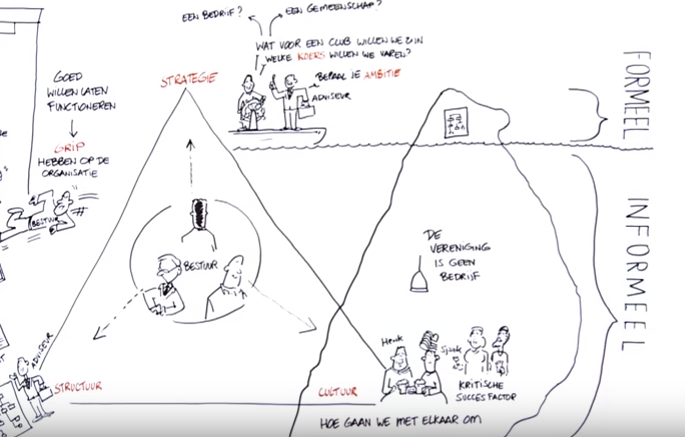 EEN BEDRIJF?
EEN GEMEENSCHAP?
WAT VOOR EEN CLUB WILLEN WE ZIJN
WELKE KOERS WILLEN WE VAREN?
BEPAAL JE AMBITIE
ADVISEUR
GOED
WILLEN LATEN
FUNCTIONEREN
GRIP
HEBBEN OP DE
ORGANISATIE
BESTUUR
STRATEGIE
BESTUUR
ADVISEUR
STRUCTUUR
CULTUUR
DE
VERENIGING
IS GEEN
BEDRIJF
Henk
Sjaak
KRITISCHE
SUCCESFACTOR
HOE GAAN WE MET ELKAAR OM
FORMEEL
INFORMEEL